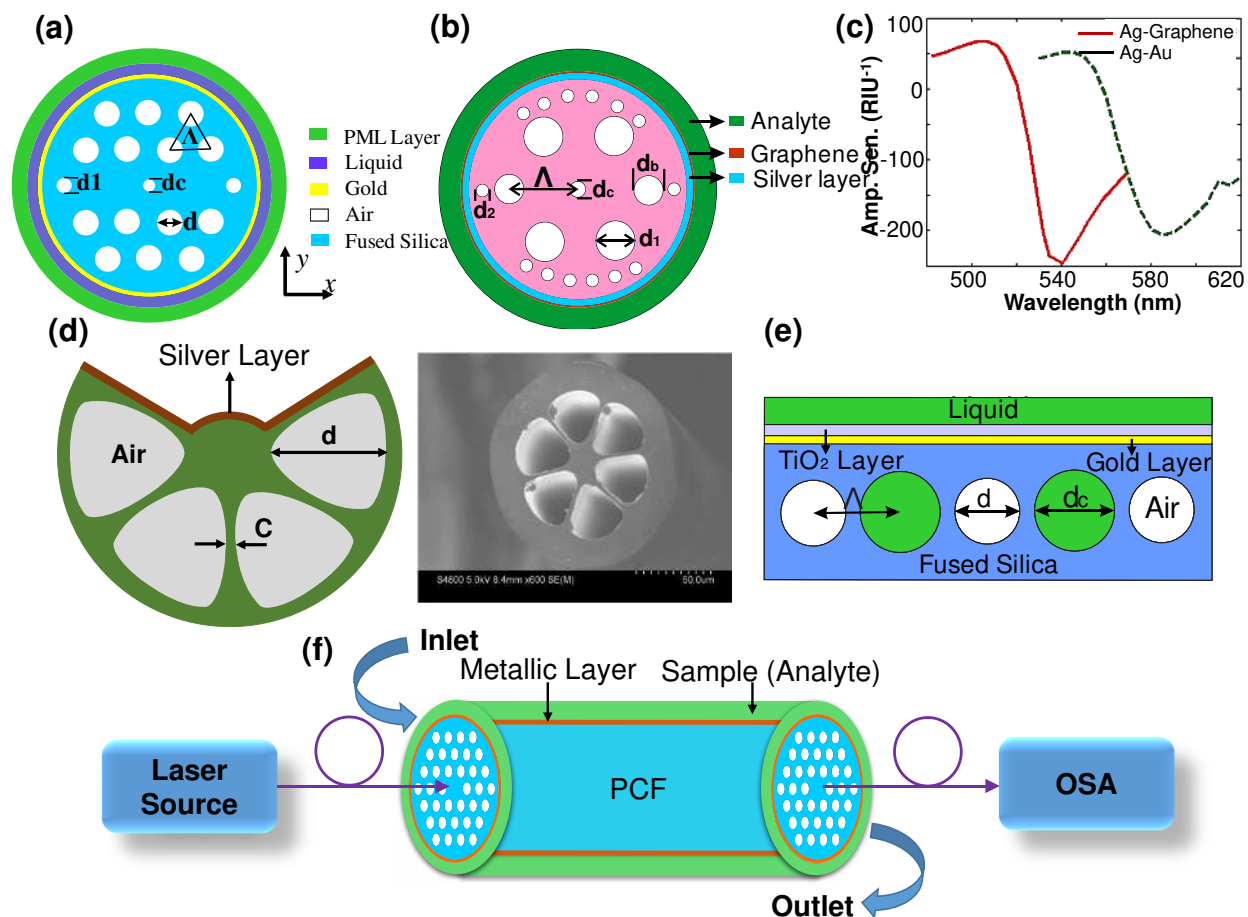 (a)
Λ
d1
dc
d
PML Layer
Liquid
Gold
Air
Fused Silica
y
x
(b)
Λ
dc
db
d2
d1
Analyte
Graphene
Silver layer
(c)
Amp. Sen. (RIU-1)
100
0
-100
-200
Ag-Graphene
Ag-Au
500
540
580
620
Wavelength (nm)
(d)
Silver Layer
Air
d
C
S4800 5.0kV 8.4mm x600 SE(M)
50.0um
(e)
Liquid
TiO2 Layer
Gold Layer
Λ
d
dc
Air
Fused Silica
(f)
Inlet
Metallic Layer
Sample (Analyte)
Laser
Source
PCF
OSA
Outlet